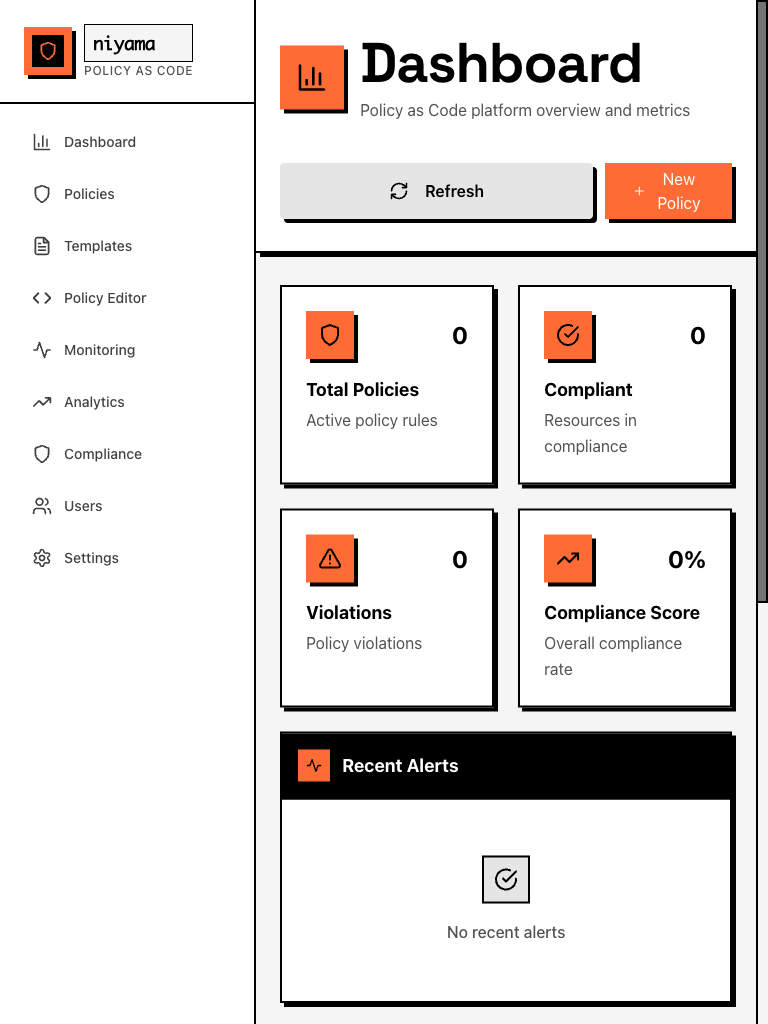 niyama
POLICY AS CODE
Dashboard
Policies
Templates
Policy Editor
Monitoring
Analytics
Compliance
Users
Settings
Dashboard
Policy as Code platform overview and metrics
Refresh
New
Policy
0
Total Policies
Active policy rules
0
Compliant
Resources in
compliance
0
Violations
Policy violations
0%
Compliance Score
Overall compliance
rate
Recent Alerts
No recent alerts